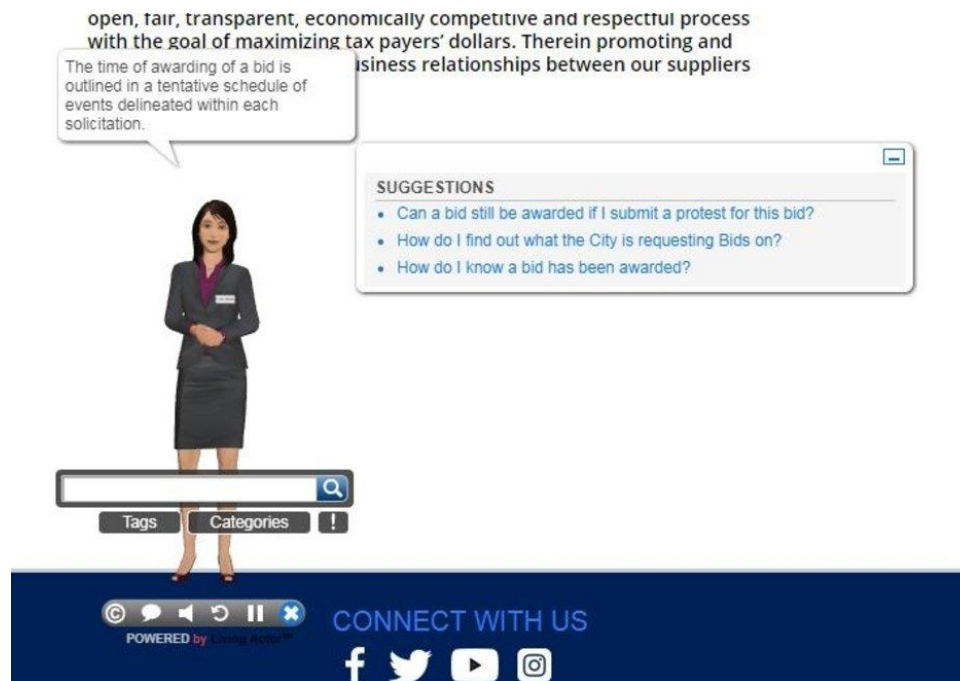 open, fair, transparent, economically competitive and respectful process
with the goal of maximizing tax payers' dollars. Therein promoting and
business relationships between our suppliers
The time of awarding of a bid is
outlined in a tentative schedule of
events delineated within each
solicitation.
SUGGESTIONS
• Can a bid still be awarded if I submit a protest for this bid?
• How do I find out what the City is requesting Bids on?
• How do I know a bid has been awarded?
Tags Categories !
©
POWERED by Living Actor™
CONNECT WITH US